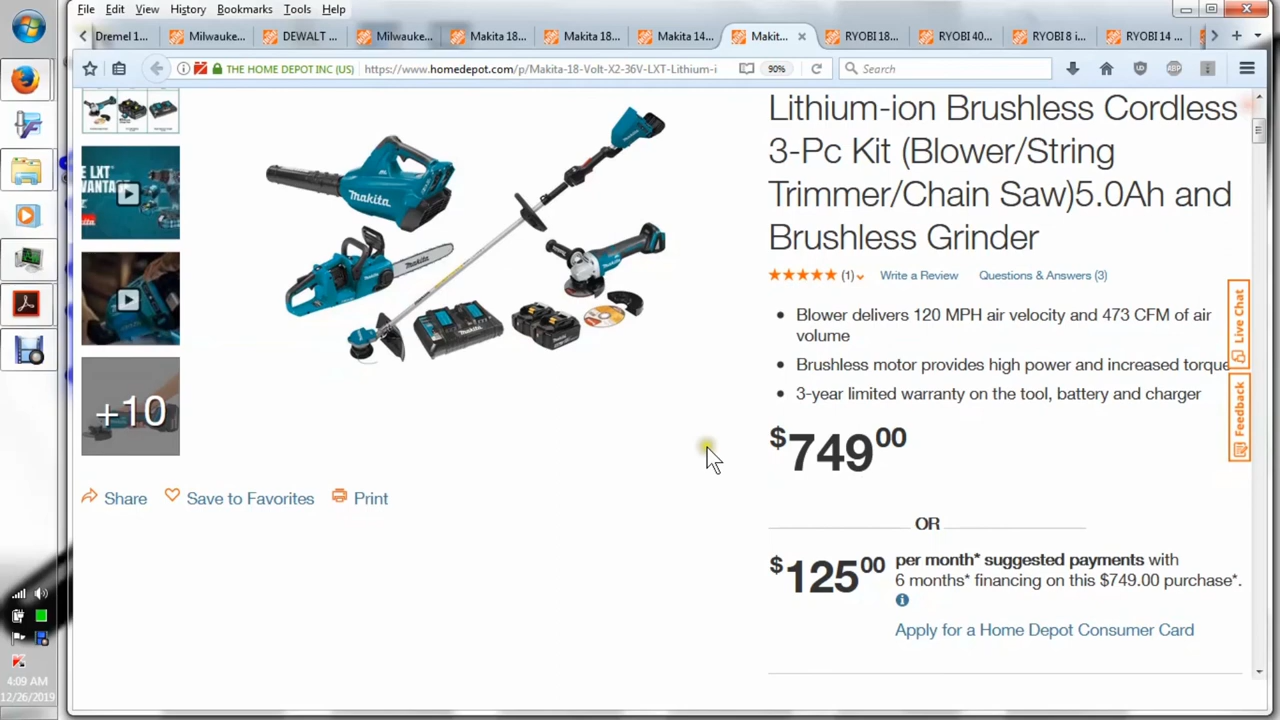 File Edit View History Bookmarks Tools Help
Dremel 1... Milwauke... DEWALT ... Milwauke... Makita 18... Makita 18... Makita 14... Makit... RYOBI 18... RYOBI 40... RYOBI 8 i... RYOBI 14 ...
THE HOME DEPOT INC (US) https://www.homedepot.com/p/Makita-18-Volt-X2-36V-LXT-Lithium-i 90% Search
Lithium-ion Brushless Cordless
3-Pc Kit (Blower/String
Trimmer/Chain Saw)5.0Ah and
Brushless Grinder
(1) Write a Review Questions & Answers (3)
Blower delivers 120 MPH air velocity and 473 CFM of air
volume
Brushless motor provides high power and increased torque
3-year limited warranty on the tool, battery and charger
$749.00
OR
$125.00 per month* suggested payments with
6 months* financing on this $749.00 purchase*.
Apply for a Home Depot Consumer Card
E LXT
VANTAGE
makita
makita
+10
Share Save to Favorites Print
Live Chat
Feedback
4:09 AM
12/26/2019